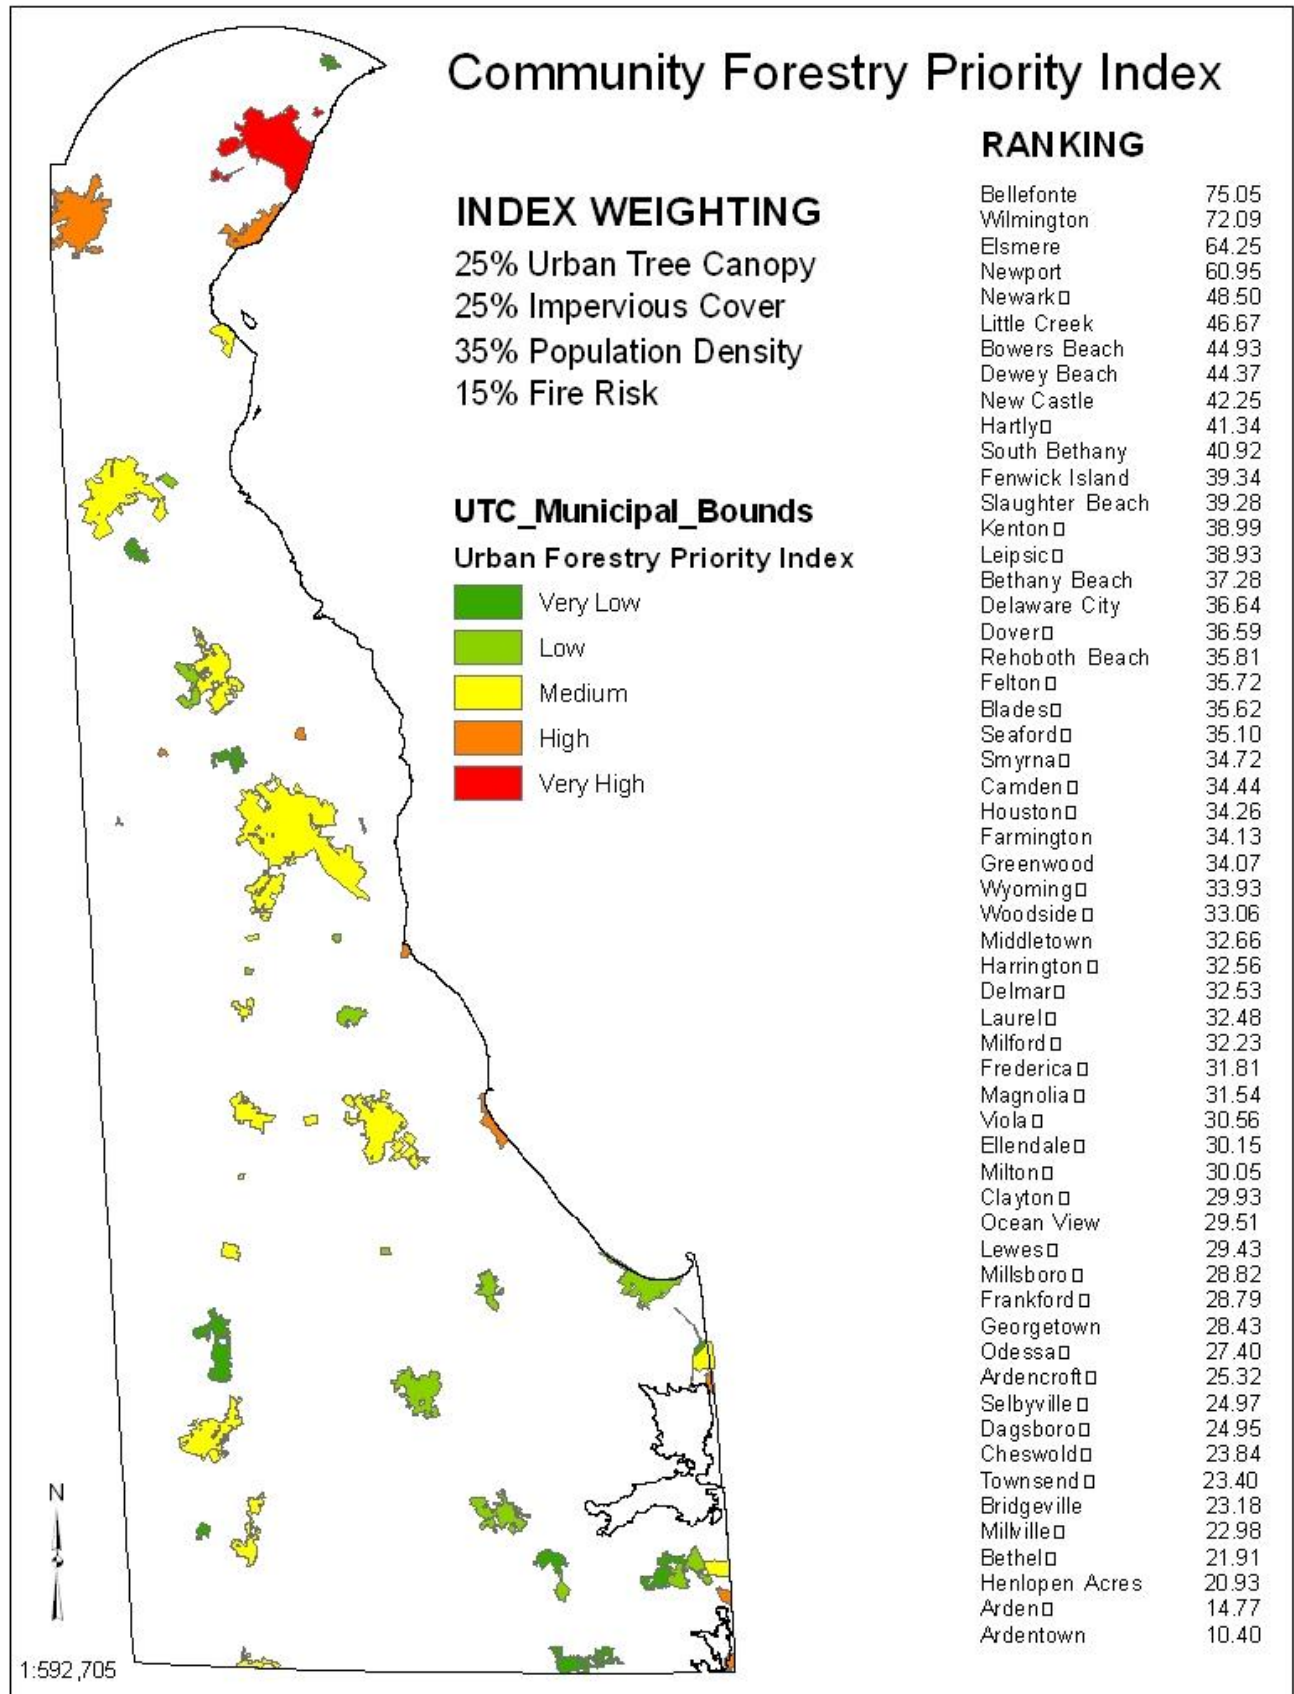 Community Forestry Priority Index
INDEX WEIGHTING
25% Urban Tree Canopy
25% Impervious Cover
35% Population Density
15% Fire Risk
UTC_Municipal_Bounds
Urban Forestry Priority Index
Very Low
Low
Medium
High
Very High
RANKING
Bellefonte 75.05
Wilmington 72.09
Elsmere 64.25
Newport 60.95
Newark▯ 48.50
Little Creek 46.67
Bowers Beach 44.93
Dewey Beach 44.37
New Castle 42.25
Hartly▯ 41.34
South Bethany 40.92
Fenwick Island 39.34
Slaughter Beach 39.28
Kenton▯ 38.99
Leipsic▯ 38.93
Bethany Beach 37.28
Delaware City 36.64
Dover▯ 36.59
Rehoboth Beach 35.81
Felton▯ 35.72
Blades▯ 35.62
Seaford▯ 35.10
Smyrna▯ 34.72
Camden▯ 34.44
Houston▯ 34.26
Farmington 34.13
Greenwood 34.07
Wyoming▯ 33.93
Woodside▯ 33.06
Middletown 32.66
Harrington▯ 32.56
Delmar▯ 32.53
Laurel▯ 32.48
Milford▯ 32.23
Frederica▯ 31.81
Magnolia▯ 31.54
Viola▯ 30.56
Ellendale▯ 30.15
Milton▯ 30.05
Clayton▯ 29.93
Ocean View 29.51
Lewes▯ 29.43
Millsboro▯ 28.82
Frankford▯ 28.79
Georgetown 28.43
Odessa▯ 27.40
Ardencroft▯ 25.32
Selbyville▯ 24.97
Dagsboro▯ 24.95
Cheswold▯ 23.84
Townsend▯ 23.40
Bridgeville 23.18
Millville▯ 22.98
Bethel▯ 21.91
Henlopen Acres 20.93
Arden▯ 14.77
Ardentown 10.40
N
1:592,705